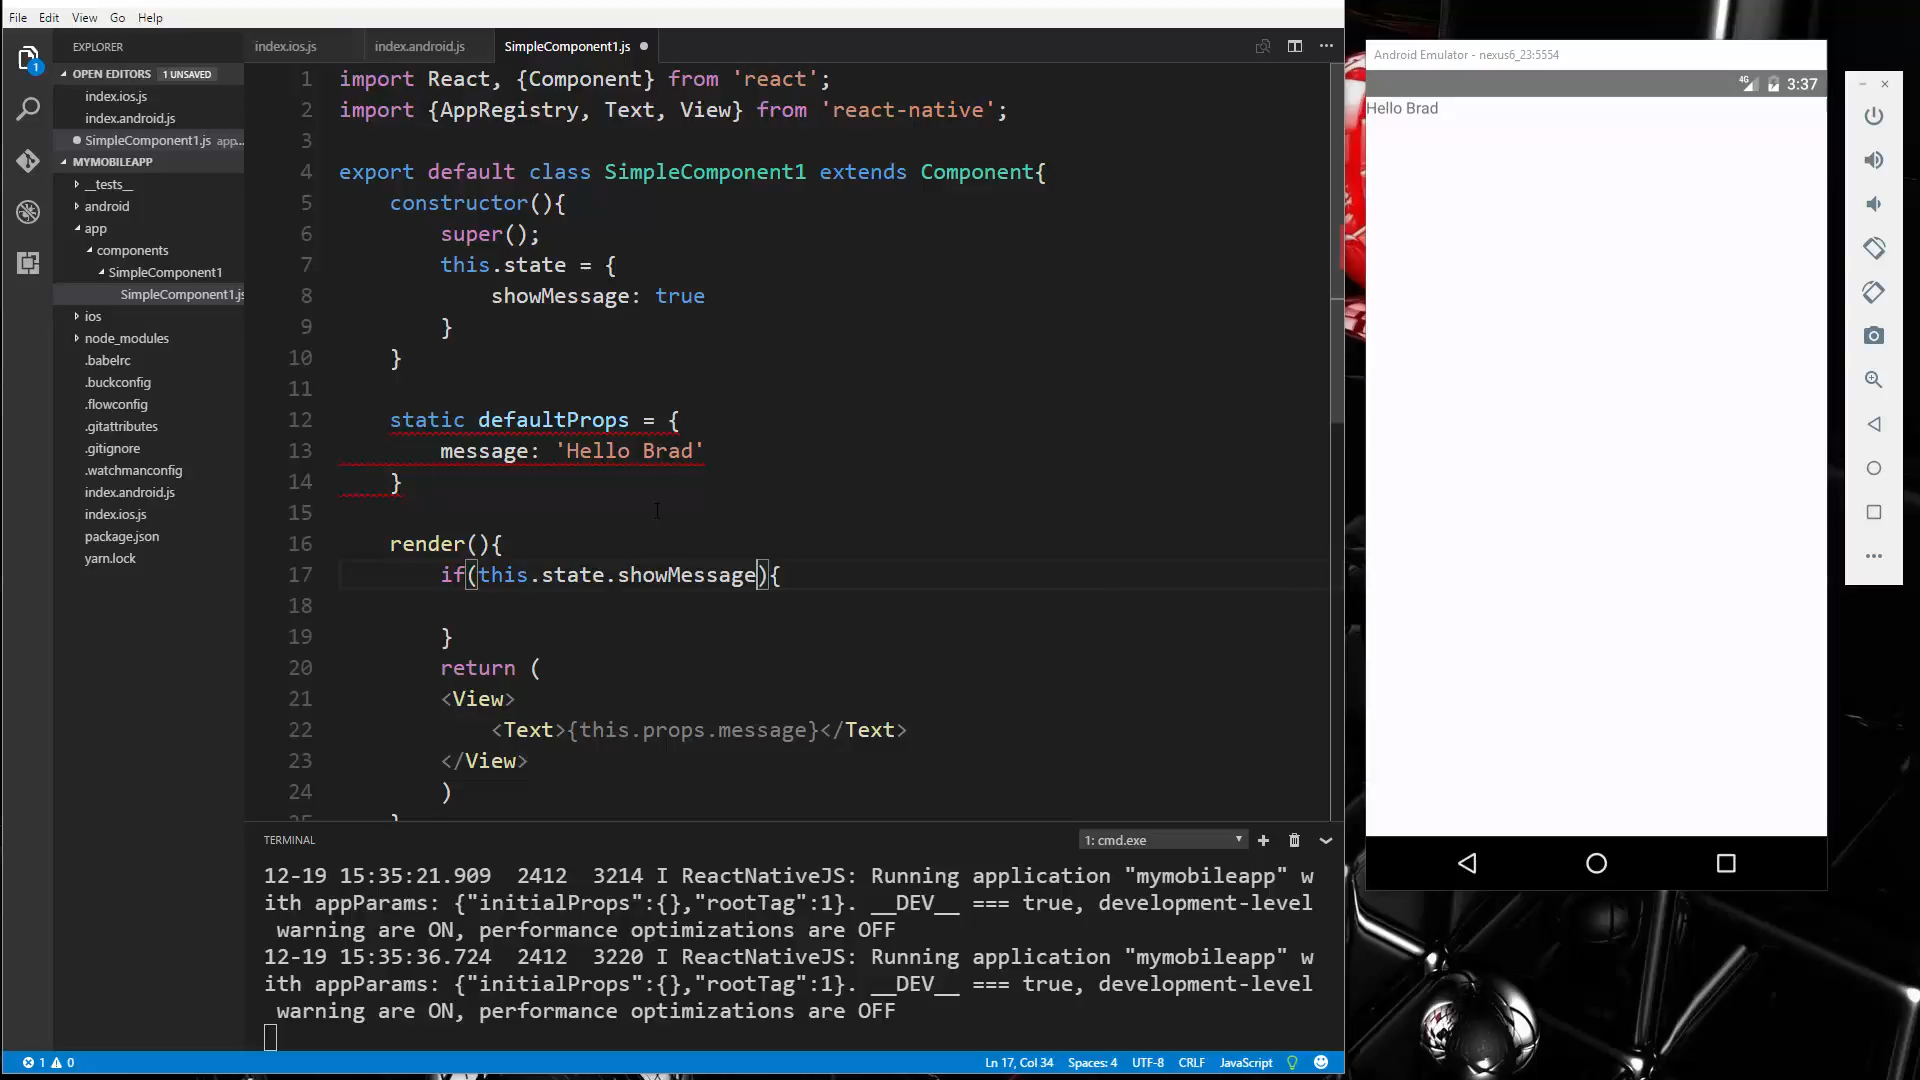 File Edit View Go Help
EXPLORER
OPEN EDITORS 1 UNSAVED
index.ios.js
index.android.js
SimpleComponent1.js app...
MYMOBILEAPP
__tests__
android
app
components
SimpleComponent1
SimpleComponent1.js
ios
node_modules
.babelrc
.buckconfig
.flowconfig
.gitattributes
.gitignore
.watchmanconfig
index.android.js
index.ios.js
package.json
yarn.lock
1
index.ios.js index.android.js SimpleComponent1.js
1 import React, {Component} from 'react';
2 import {AppRegistry, Text, View} from 'react-native';
3
4 export default class SimpleComponent1 extends Component{
5 constructor(){
6 super();
7 this.state = {
8 showMessage: true
9 }
10 }
11
12 static defaultProps = {
13 message: 'Hello Brad'
14 }
15
16 render(){
17 if(this.state.showMessage){
18
19 }
20 return (
21 <View>
22 <Text>{this.props.message}</Text>
23 </View>
24 )
25 }
TERMINAL 1: cmd.exe
12-19 15:35:21.909 2412 3214 I ReactNativeJS: Running application "mymobileapp" w
ith appParams: {"initialProps":{},"rootTag":1}. __DEV__ === true, development-level
warning are ON, performance optimizations are OFF
12-19 15:35:36.724 2412 3220 I ReactNativeJS: Running application "mymobileapp" w
ith appParams: {"initialProps":{},"rootTag":1}. __DEV__ === true, development-level
warning are ON, performance optimizations are OFF
1 0 Ln 17, Col 34 Spaces: 4 UTF-8 CRLF JavaScript
Android Emulator - nexus6_23:5554
4G 3:37
Hello Brad